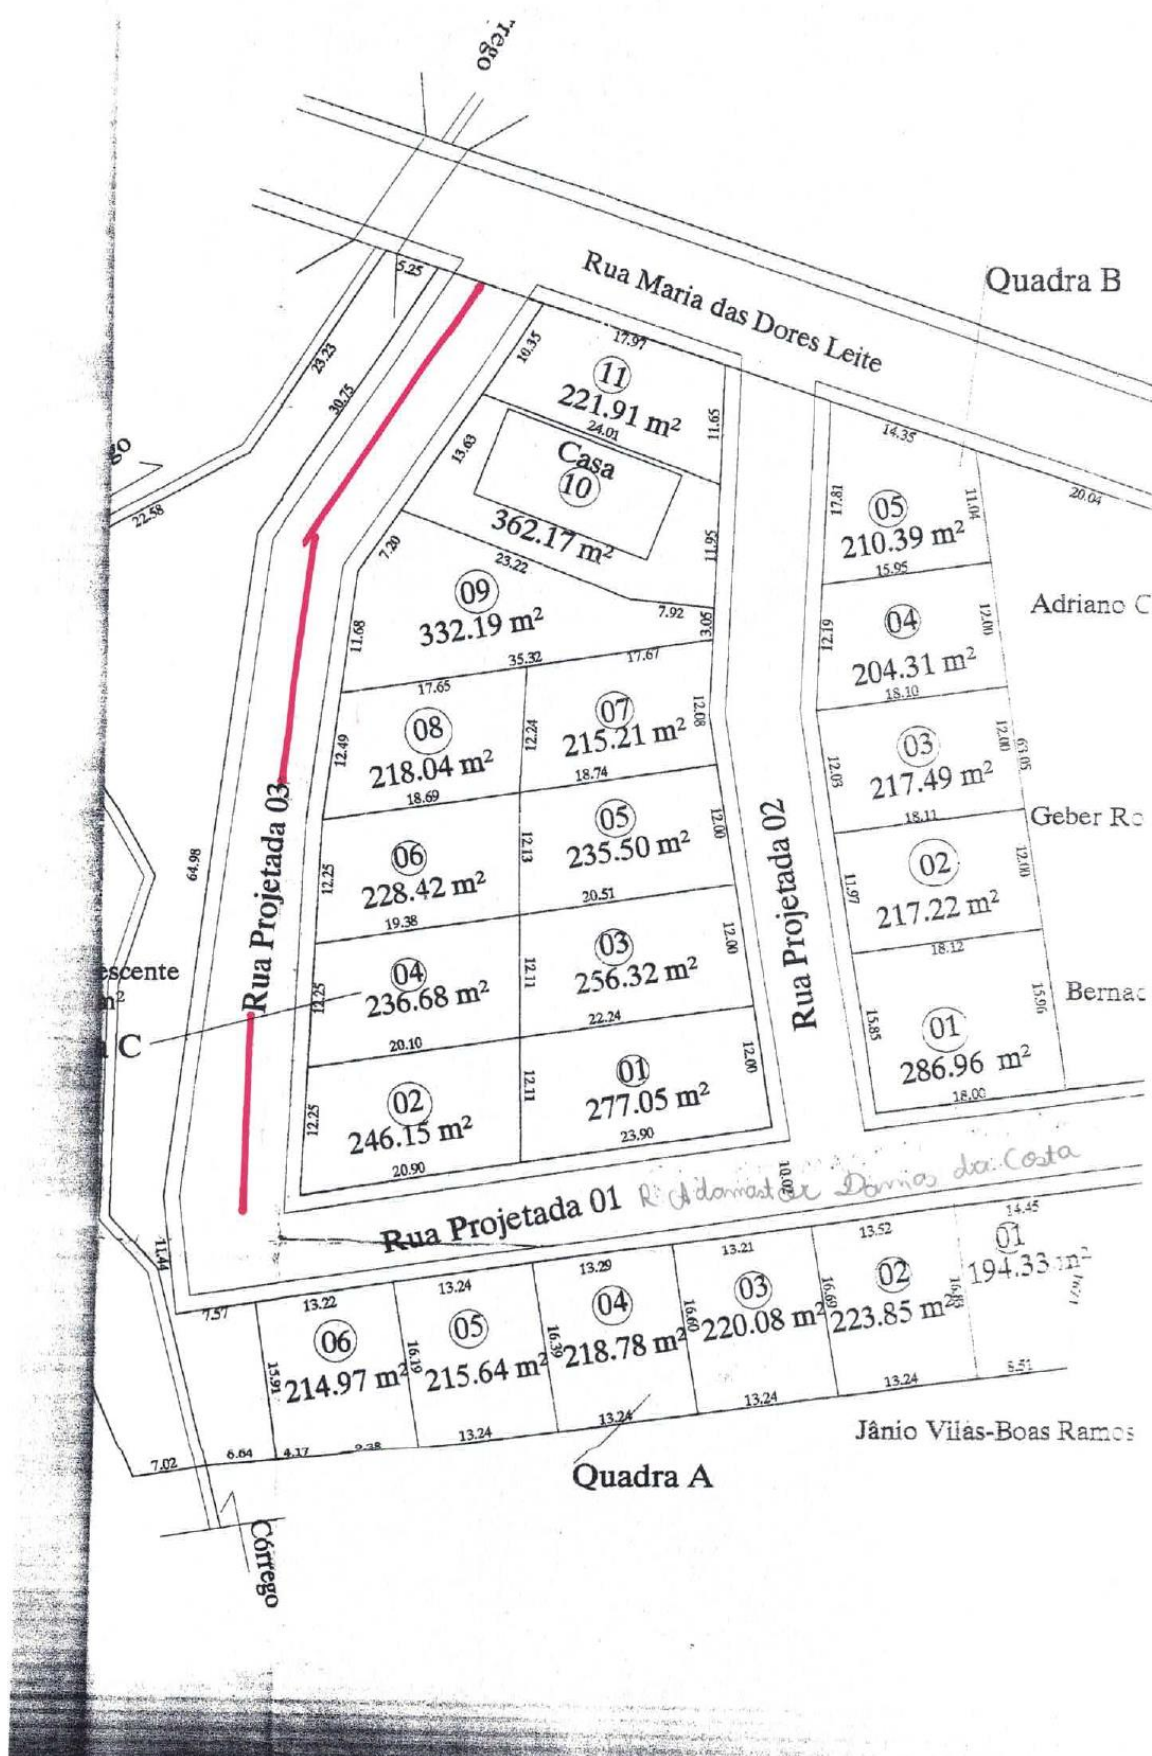 rrego
Rua Maria das Dores Leite
Quadra B
5.25
23.23
30.75
22.58
go
10.35
17.97
11
221.91 m²
24.01
11.65
13.63
Casa
10
362.17 m²
11.95
7.20
23.22
7.92
3.05
09
332.19 m²
11.68
35.32
17.67
17.65
08
218.04 m²
12.49
12.24
07
215.21 m²
12.08
18.69
18.74
06
228.42 m²
12.25
12.13
05
235.50 m²
12.00
19.38
20.51
04
236.68 m²
12.25
12.11
03
256.32 m²
12.00
20.10
22.24
02
246.15 m²
12.25
12.11
01
277.05 m²
12.00
20.90
23.90
Rua Projetada 03
64.98
escente
m²
C
11.44
Rua Projetada 02
14.35
20.04
17.81
05
210.39 m²
11.04
15.95
12.19
04
204.31 m²
12.00
18.10
Adriano C
12.03
03
217.49 m²
12.00
63.05
18.11
Geber Ro
11.97
02
217.22 m²
12.00
18.12
15.85
01
286.96 m²
15.96
18.00
Bernac
10.02
Rua Projetada 01
da Costa
7.57
13.22
13.24
13.29
13.21
13.52
14.45
06
214.97 m²
15.91
05
215.64 m²
16.19
04
218.78 m²
16.39
03
220.08 m²
16.60
02
223.85 m²
16.69
01
194.33 m²
16.83
7.02
6.64
4.17
13.24
13.24
13.24
13.24
8.51
Jânio Vilas-Boas Ramos
Quadra A
Córrego